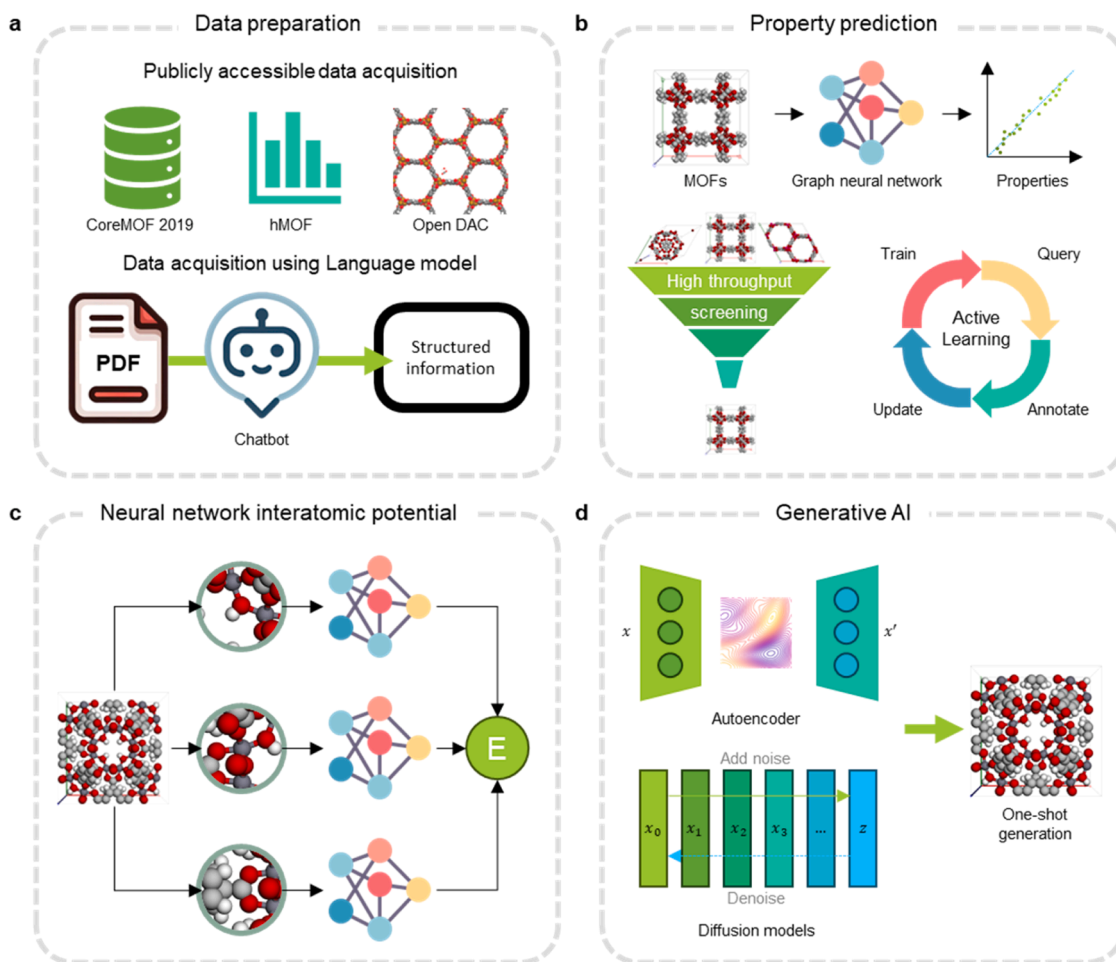 a
Data preparation
Publicly accessible data acquisition
CoreMOF 2019
hMOF
Open DAC
Data acquisition using Language model
PDF
Structured
information
Chatbot
b
Property prediction
MOFs
Graph neural network
Properties
High throughput
screening
Train
Query
Active
Learning
Update
Annotate
c
Neural network interatomic potential
E
d
Generative AI
x
x′
Autoencoder
Add noise
x₀
x₁
x₂
x₃
...
z
Denoise
Diffusion models
One-shot
generation